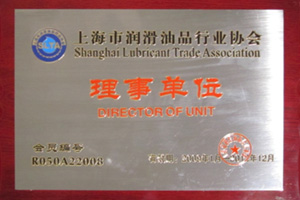 上海市润滑油品行业协会
Shanghai Lubricant Trade Association
理事单位
DIRECTOR OF UNIT
会员编号
R050A22008